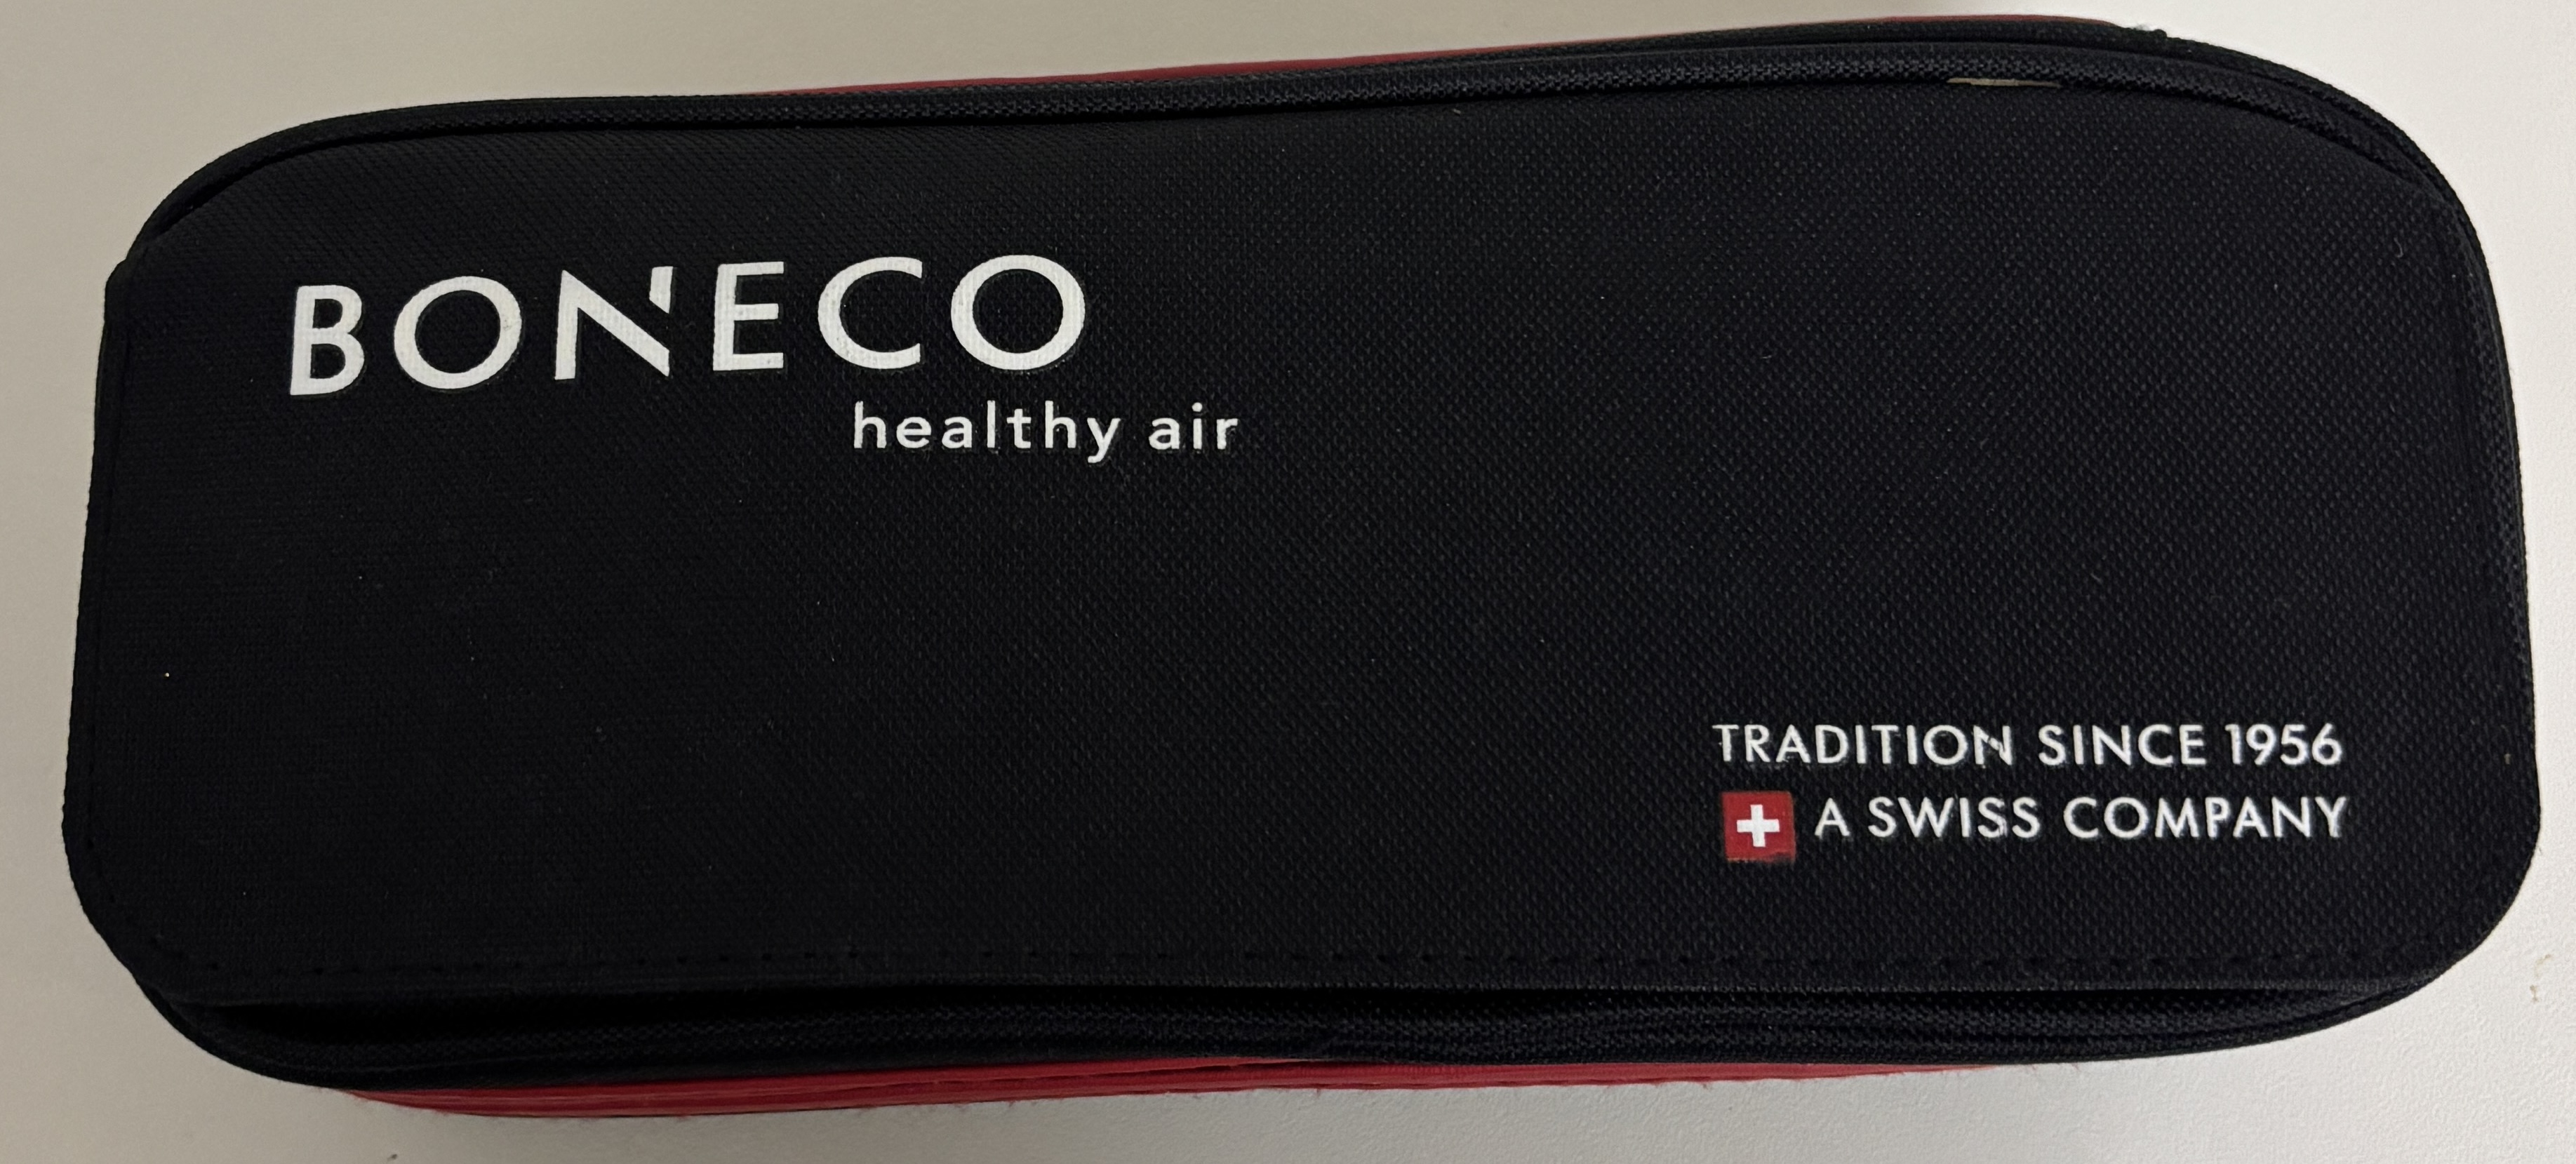 BONECO
healthy air
TRADITION SINCE 1956
A SWISS COMPANY